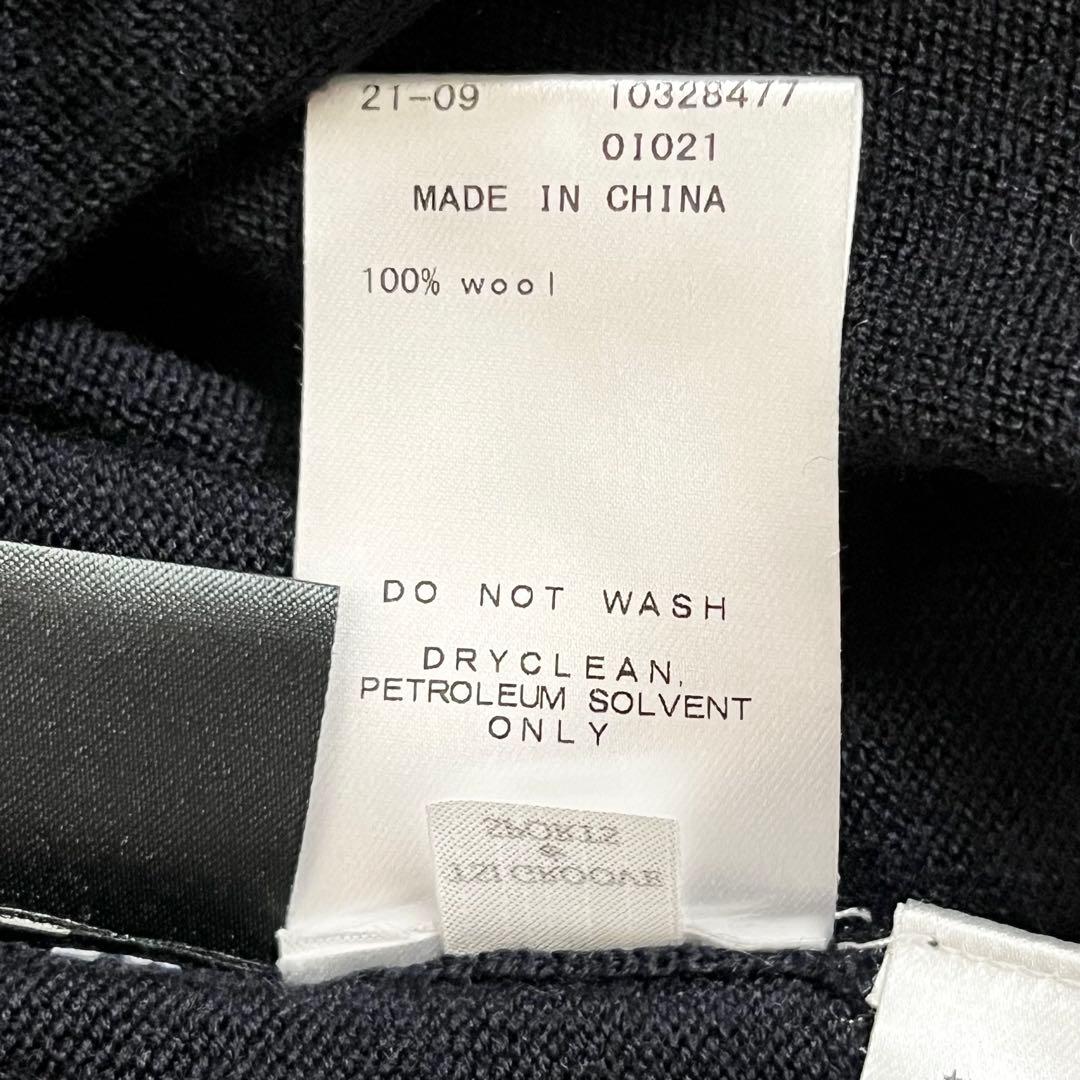 21-09 10328477
01021
MADE IN CHINA
100% wool
DO NOT WASH
DRYCLEAN,
PETROLEUM SOLVENT
ONLY